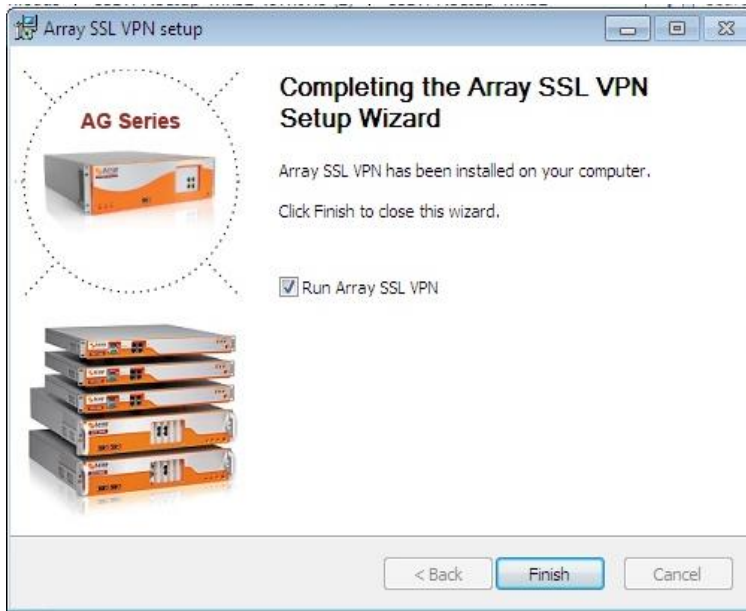 Array SSL VPN setup
AG Series
Completing the Array SSL VPN
Setup Wizard
Array SSL VPN has been installed on your computer.
Click Finish to close this wizard.
Run Array SSL VPN
< Back
Finish
Cancel